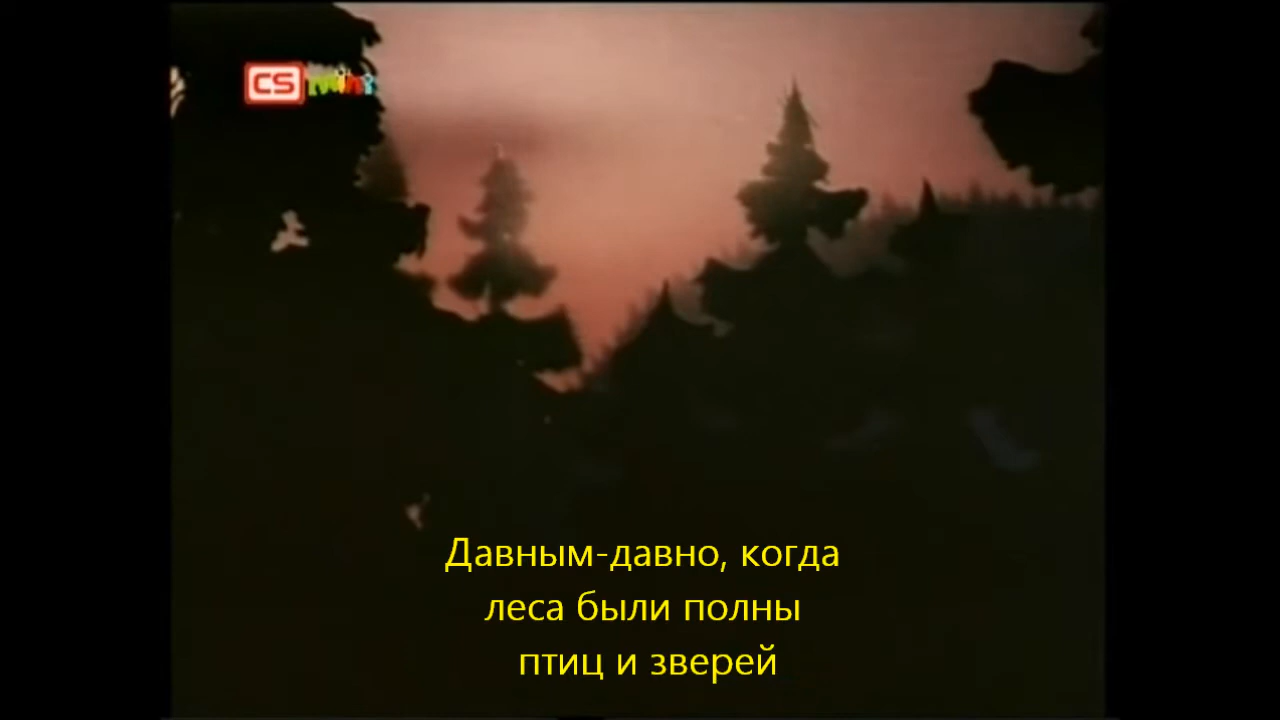 CS mini
Давным-давно, когда
леса были полны
птиц и зверей